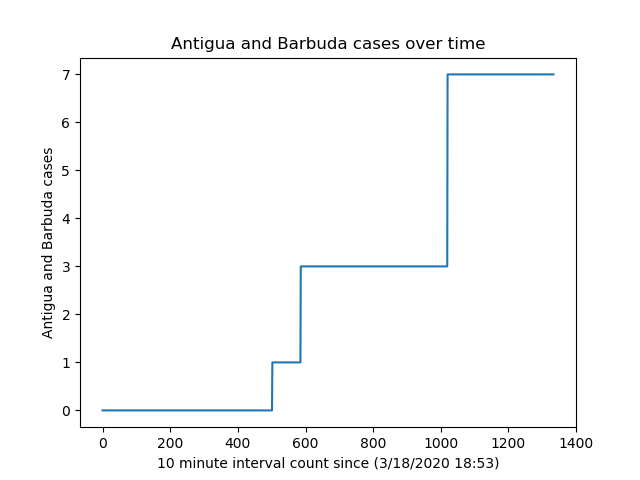 Antigua and Barbuda cases over time
7
6
5
4
3
2
1
0
Antigua and Barbuda cases
0 200 400 600 800 1000 1200 1400
10 minute interval count since (3/18/2020 18:53)